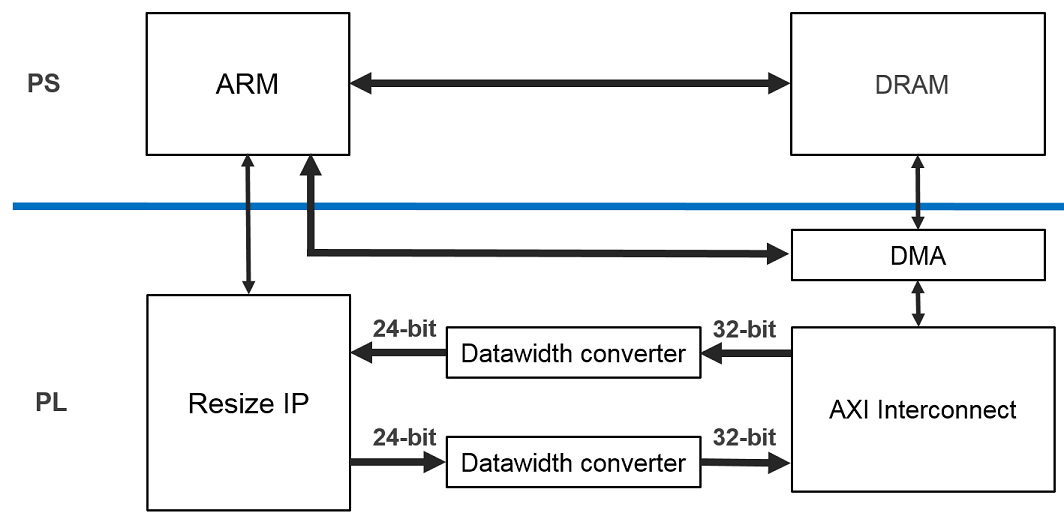 PS
ARM
DRAM
DMA
24-bit
Datawidth converter
32-bit
PL
Resize IP
AXI Interconnect
24-bit
Datawidth converter
32-bit